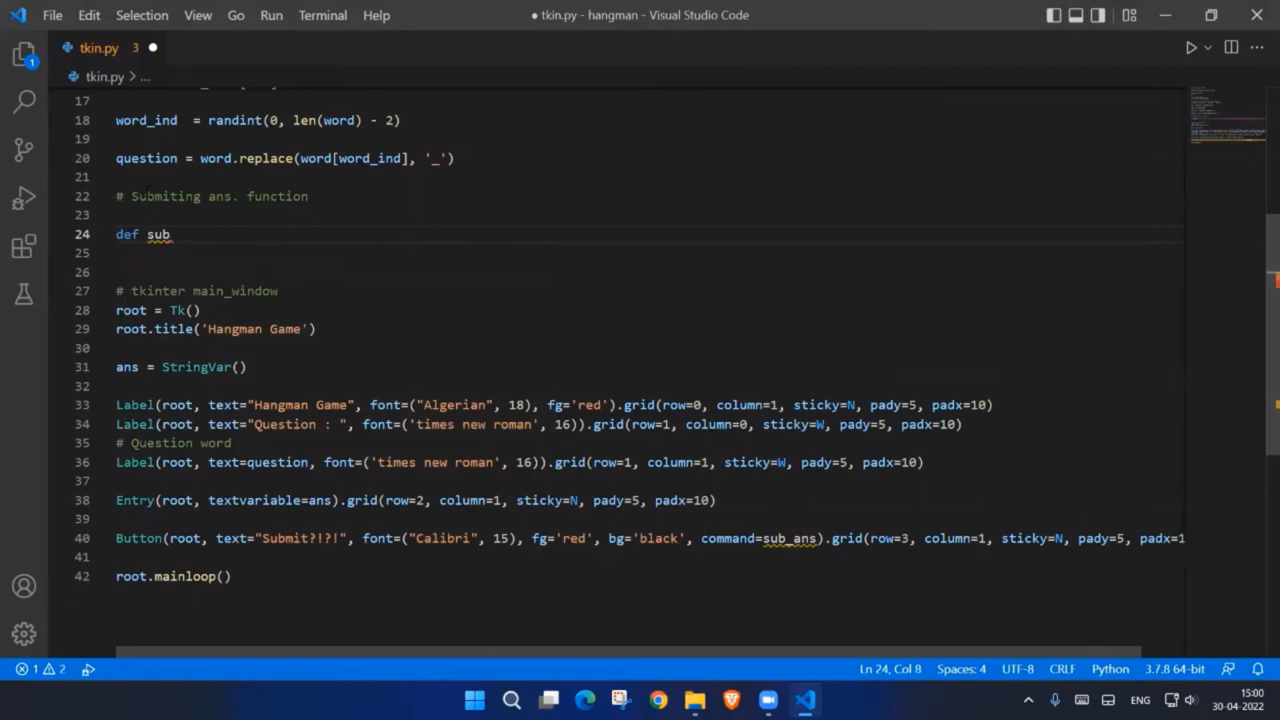 File Edit Selection View Go Run Terminal Help
● tkin.py - hangman - Visual Studio Code
tkin.py 3 ●
tkin.py > ...
1
17
18 word_ind  = randint(0, len(word) - 2)
19
20 question = word.replace(word[word_ind], '_')
21
22 # Submiting ans. function
23
24 def sub
25
26
27 # tkinter main_window
28 root = Tk()
29 root.title('Hangman Game')
30
31 ans = StringVar()
32
33 Label(root, text="Hangman Game", font=("Algerian", 18), fg='red').grid(row=0, column=1, sticky=N, pady=5, padx=10)
34 Label(root, text="Question : ", font=('times new roman', 16)).grid(row=1, column=0, sticky=W, pady=5, padx=10)
35 # Question word
36 Label(root, text=question, font=('times new roman', 16)).grid(row=1, column=1, sticky=W, pady=5, padx=10)
37
38 Entry(root, textvariable=ans).grid(row=2, column=1, sticky=N, pady=5, padx=10)
39
40 Button(root, text="Submit?!?!", font=("Calibri", 15), fg='red', bg='black', command=sub_ans).grid(row=3, column=1, sticky=N, pady=5, padx=1
41
42 root.mainloop()
1 2 Ln 24, Col 8 Spaces: 4 UTF-8 CRLF Python 3.7.8 64-bit
ENG 15:00
30-04-2022